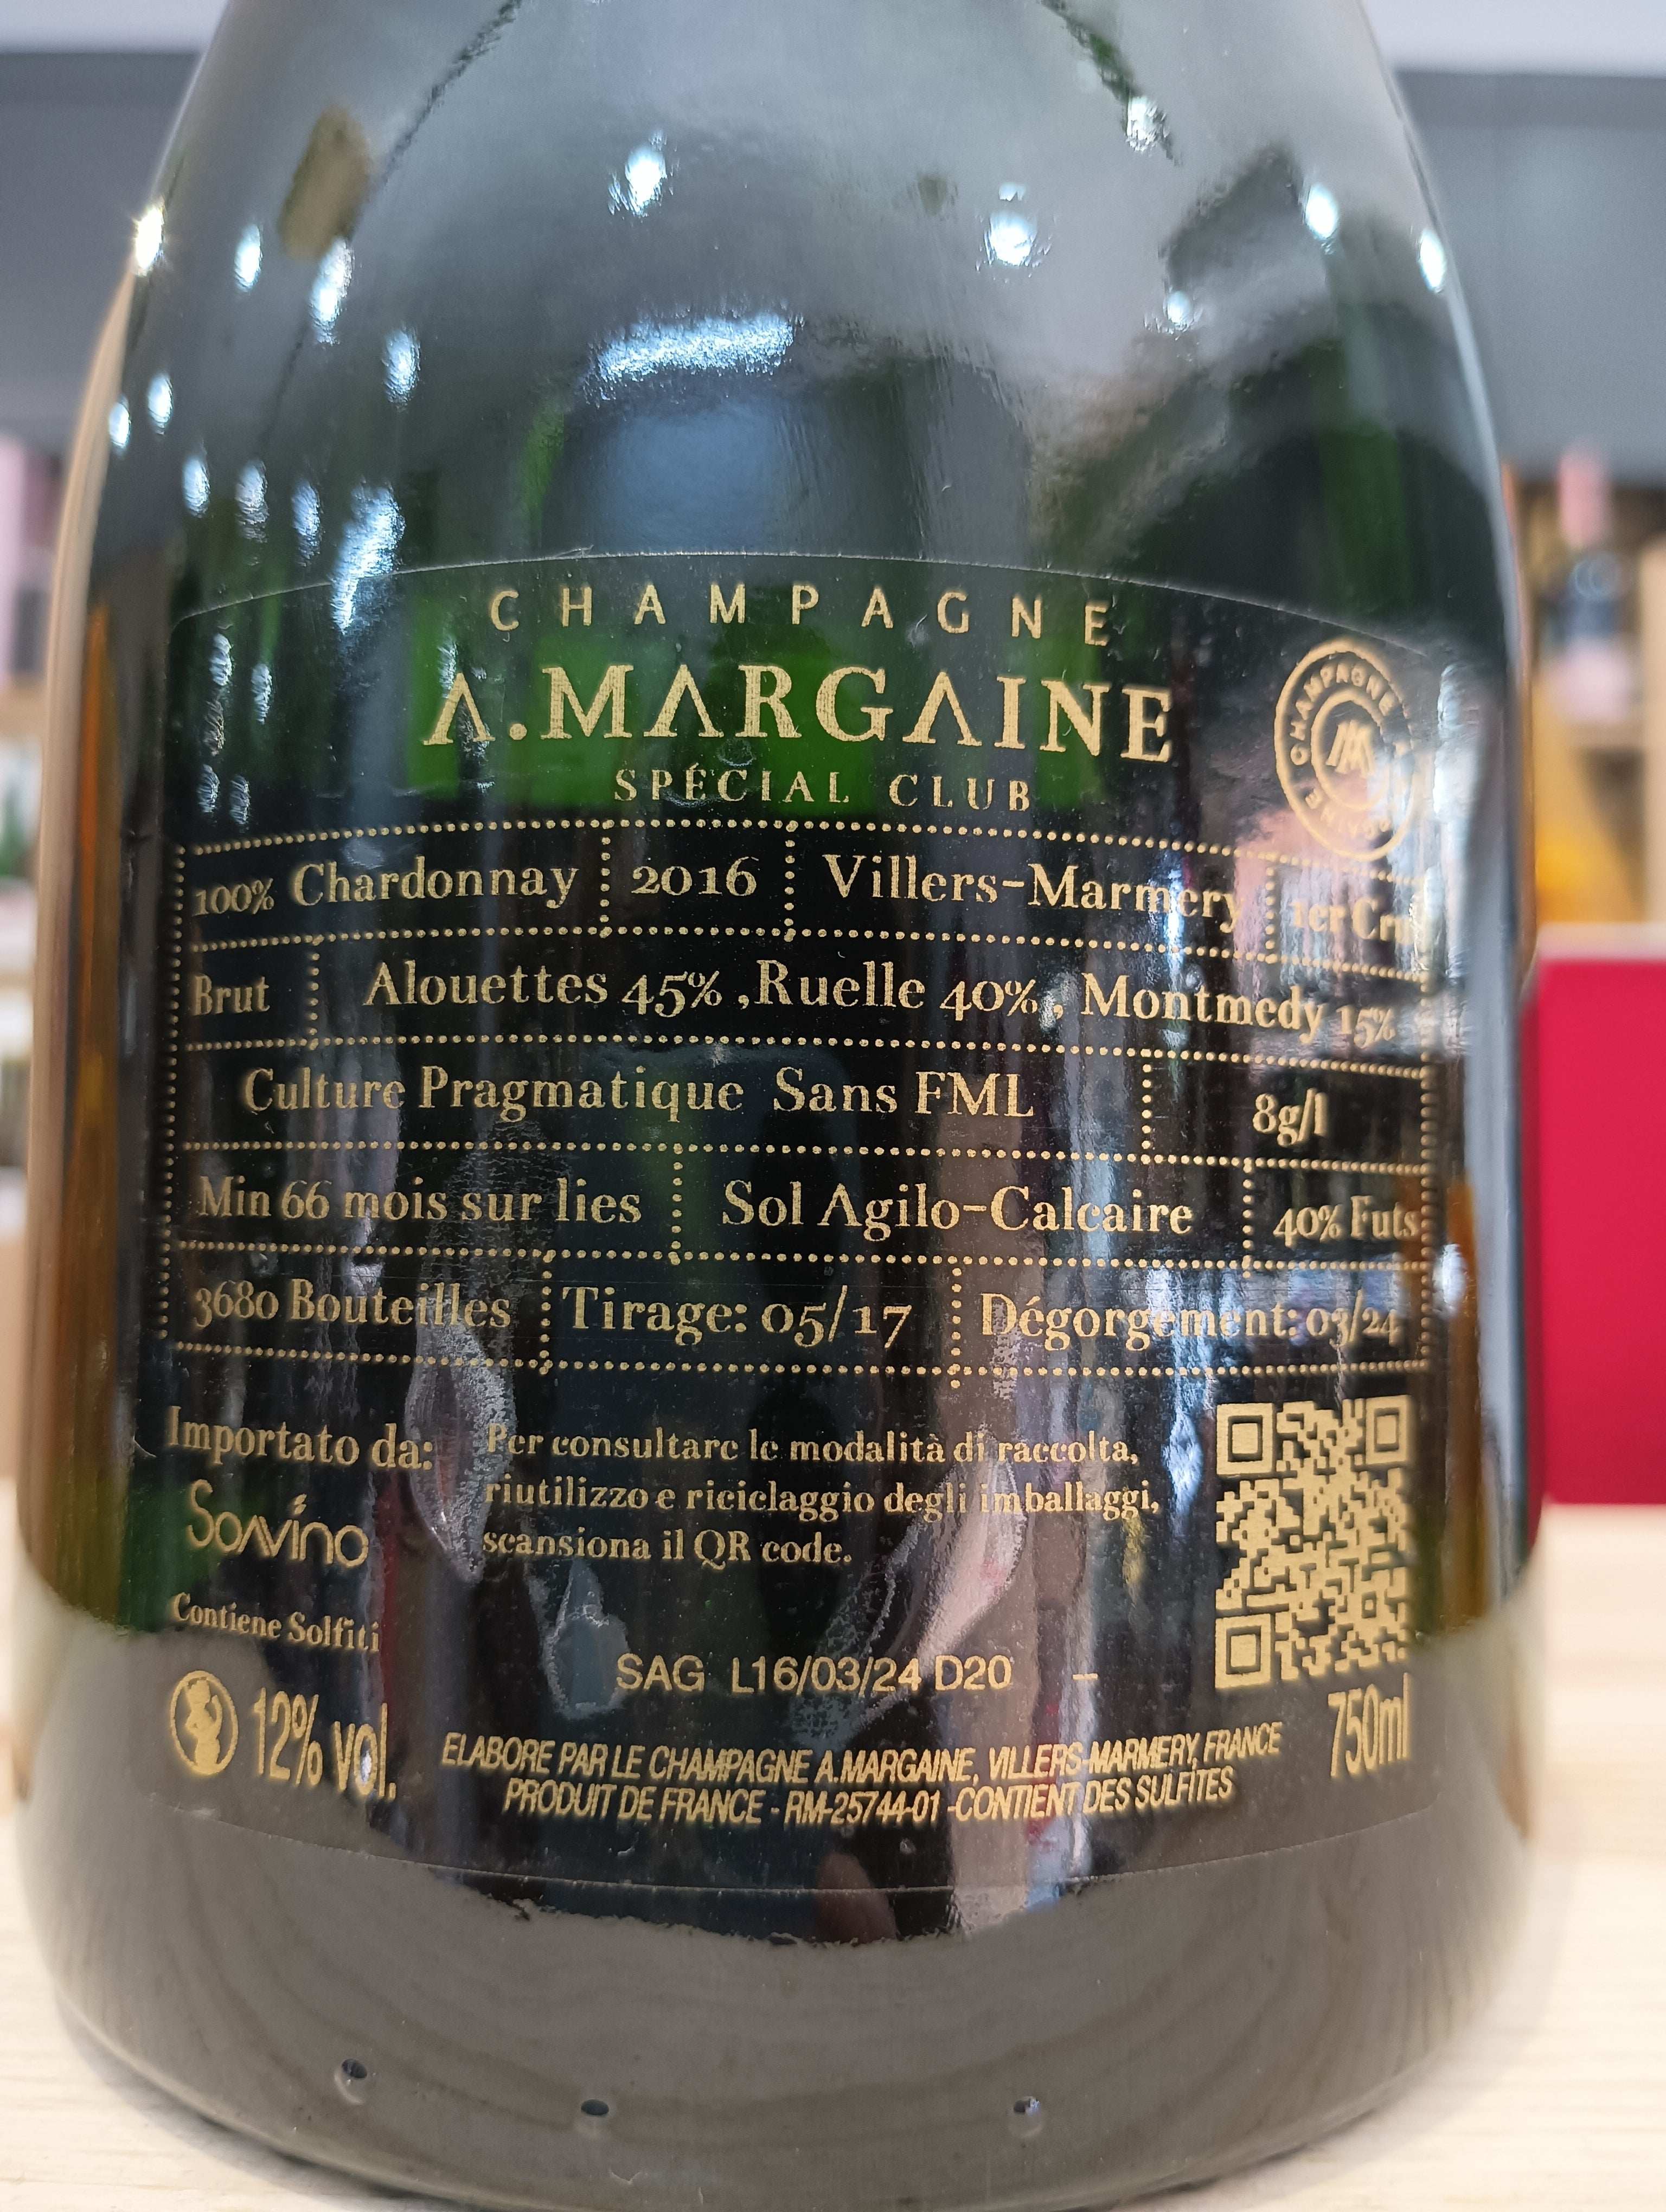 CHAMPAGNE
A.MARGAINE
SPÉCIAL CLUB
CHAMPAGNE
100% Chardonnay 2016 Villers-Marmery 1er Cru
Brut Alouettes 45% ,Ruelle 40% , Montmedy 15%
Culture Pragmatique Sans FML 8g/l
Min 66 mois sur lies Sol Agilo-Calcaire 40% Futs
3680 Bouteilles Tirage: 05/17 Dégorgement: 03/24
Importato da:
Sonvino
Contiene Solfiti
Per consultare le modalità di raccolta,
riutilizzo e riciclaggio degli imballaggi,
scansiona il QR code.
SAG L16/03/24 D20 –
12% vol.
ELABORE PAR LE CHAMPAGNE A.MARGAINE, VILLERS-MARMERY, FRANCE
PRODUIT DE FRANCE - RM-25744-01 -CONTIENT DES SULFITES
750ml